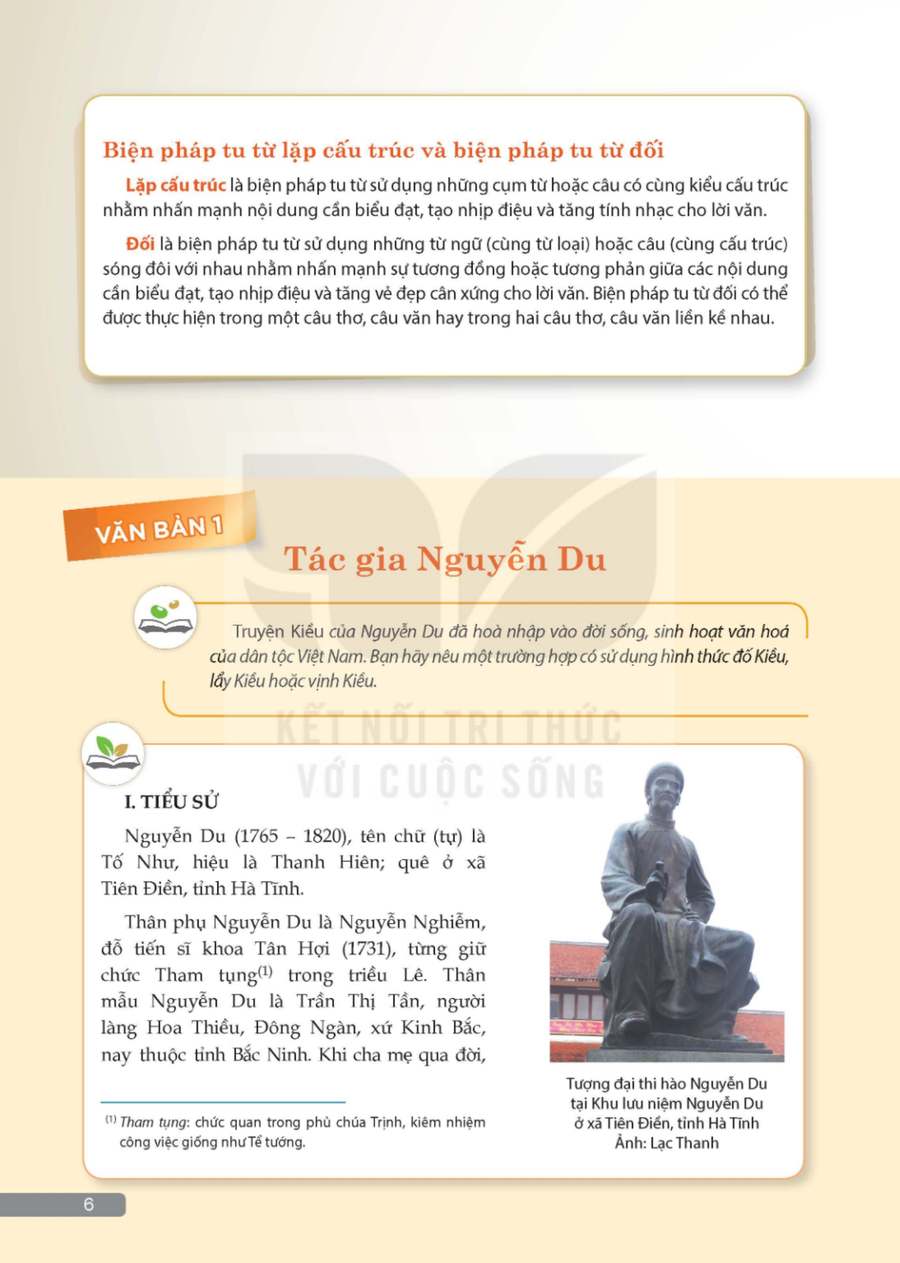 Biện pháp tu từ lặp cấu trúc và biện pháp tu từ đối
Lặp cấu trúc là biện pháp tu từ sử dụng những cụm từ hoặc câu có cùng kiểu cấu trúc
nhằm nhấn mạnh nội dung cần biểu đạt, tạo nhịp điệu và tăng tính nhạc cho lời văn.
Đối là biện pháp tu từ sử dụng những từ ngữ (cùng từ loại) hoặc câu (cùng cấu trúc)
sóng đôi với nhau nhằm nhấn mạnh sự tương đồng hoặc tương phản giữa các nội dung
cần biểu đạt, tạo nhịp điệu và tăng vẻ đẹp cân xứng cho lời văn. Biện pháp tu từ đối có thể
được thực hiện trong một câu thơ, câu văn hay trong hai câu thơ, câu văn liền kề nhau.
VĂN BẢN 1
Tác gia Nguyễn Du
Truyện Kiều của Nguyễn Du đã hoà nhập vào đời sống, sinh hoạt văn hoá
của dân tộc Việt Nam. Bạn hãy nêu một trường hợp có sử dụng hình thức đố Kiều,
lẩy Kiều hoặc vịnh Kiều.
KẾT NỐI TRI THỨC
VỚI CUỘC SỐNG
I. TIỂU SỬ
Nguyễn Du (1765 – 1820), tên chữ (tự) là
Tố Như, hiệu là Thanh Hiên; quê ở xã
Tiên Điền, tỉnh Hà Tĩnh.
Thân phụ Nguyễn Du là Nguyễn Nghiễm,
đỗ tiến sĩ khoa Tân Hợi (1731), từng giữ
chức Tham tụng(1) trong triều Lê. Thân
mẫu Nguyễn Du là Trần Thị Tần, người
làng Hoa Thiều, Đông Ngàn, xứ Kinh Bắc,
nay thuộc tỉnh Bắc Ninh. Khi cha mẹ qua đời,
(1) Tham tụng: chức quan trong phủ chúa Trịnh, kiêm nhiệm
công việc giống như Tể tướng.
Tượng đại thi hào Nguyễn Du
tại Khu lưu niệm Nguyễn Du
ở xã Tiên Điền, tỉnh Hà Tĩnh
Ảnh: Lạc Thanh
6